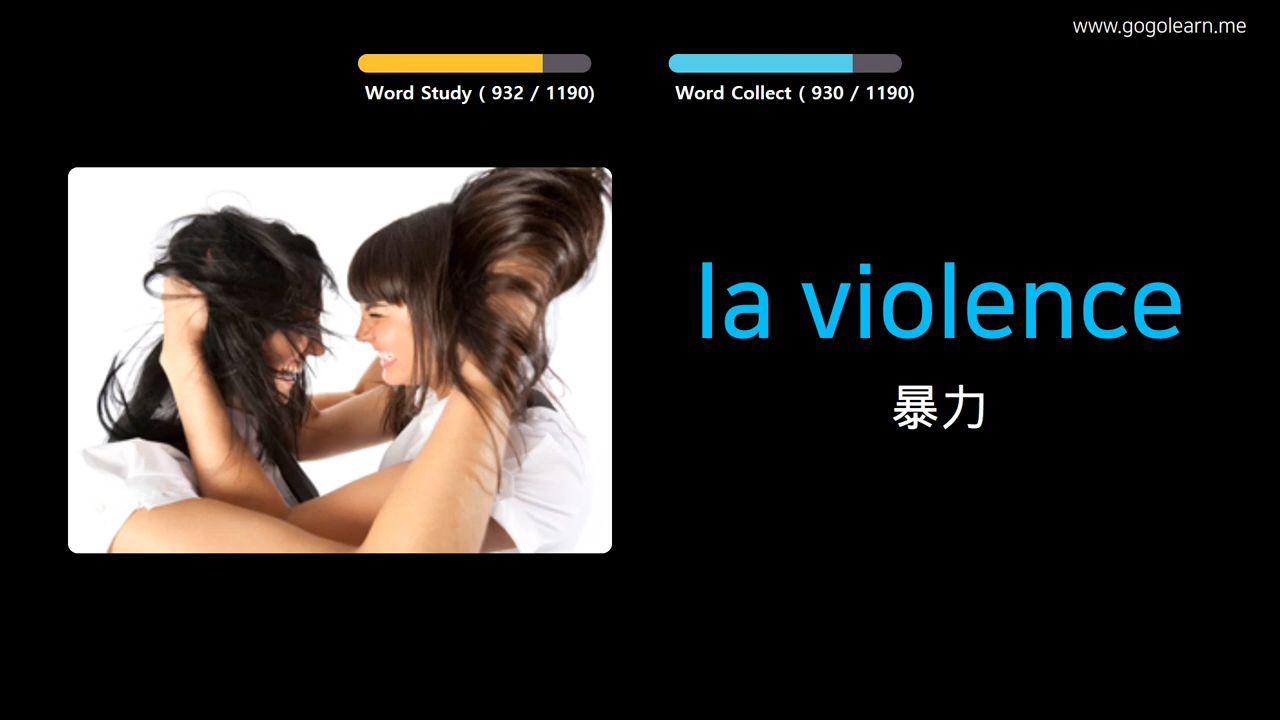 www.gogolearn.me
Word Study ( 932 / 1190)
Word Collect ( 930 / 1190)
la violence
暴力